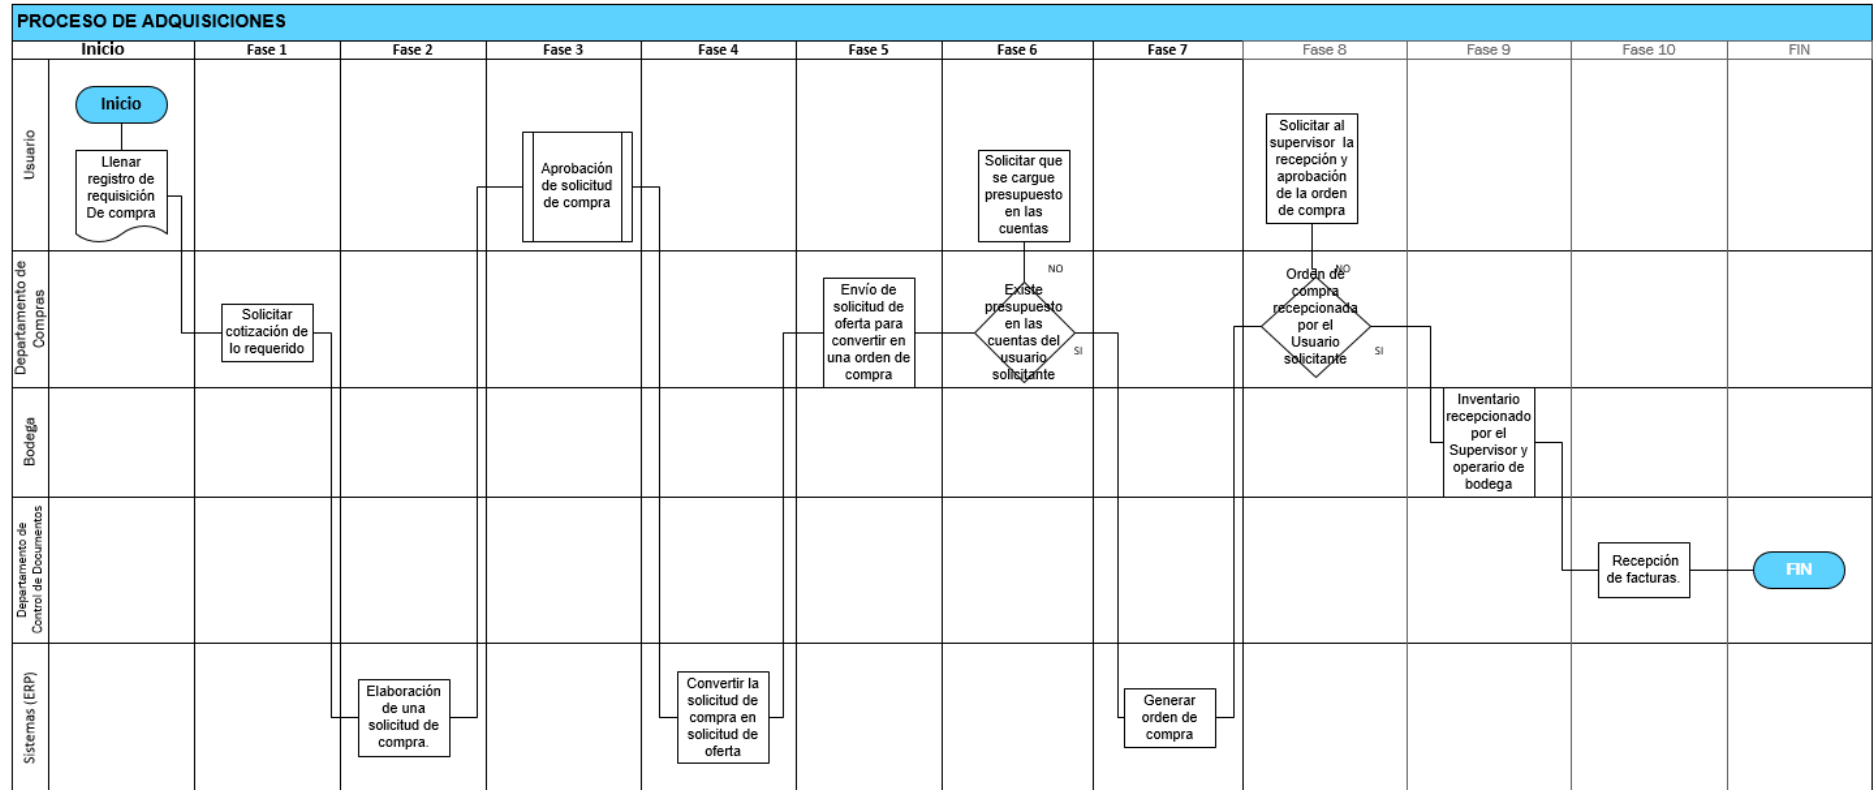 PROCESO DE ADQUISICIONES
Inicio
Fase 1
Fase 2
Fase 3
Fase 4
Fase 5
Fase 6
Fase 7
Fase 8
Fase 9
Fase 10
FIN
Usuario
Inicio
Llenar
registro de
requisición
De compra
Aprobación
de solicitud
de compra
Solicitar que
se cargue
presupuesto
en las
cuentas
Solicitar al
supervisor la
recepción y
aprobación
de la orden
de compra
Departamento de
Compras
Solicitar
cotización de
lo requerido
Envío de
solicitud de
oferta para
convertir en
una orden de
compra
NO
Existe
presupuesto
en las
cuentas del
usuario
solicitante
SI
NO
Orden de
compra
recepcionada
por el
Usuario
solicitante
SI
Bodega
Inventario
recepcionado
por el
Supervisor y
operario de
bodega
Departamento de
Control de Documentos
Recepción
de facturas.
FIN
Sistemas (ERP)
Elaboración
de una
solicitud de
compra.
Convertir la
solicitud de
compra en
solicitud de
oferta
Generar
orden de
compra